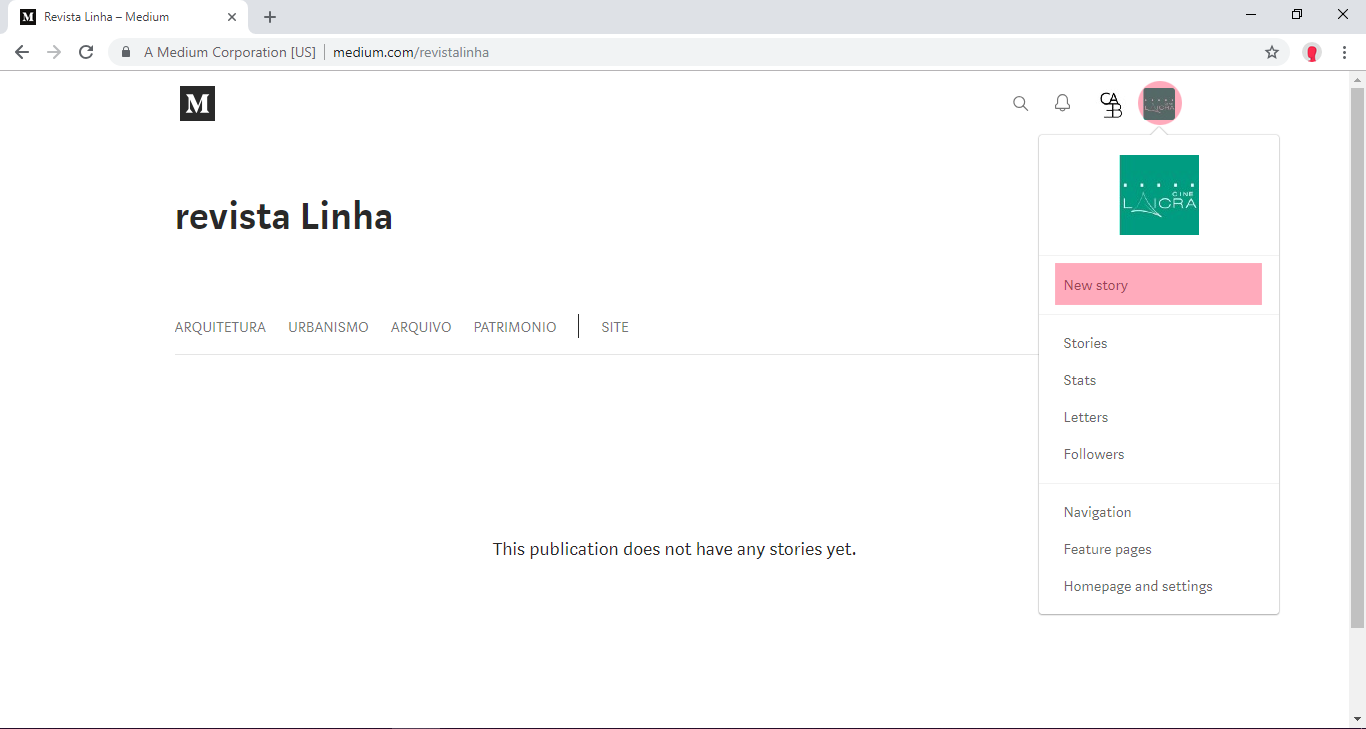 Revista Linha – Medium
A Medium Corporation [US] | medium.com/revistalinha
M
CA
EB
CINE
LAICRA
revista Linha
New story
ARQUITETURA URBANISMO ARQUIVO PATRIMONIO | SITE
Stories
Stats
Letters
Followers
Navigation
This publication does not have any stories yet.
Feature pages
Homepage and settings